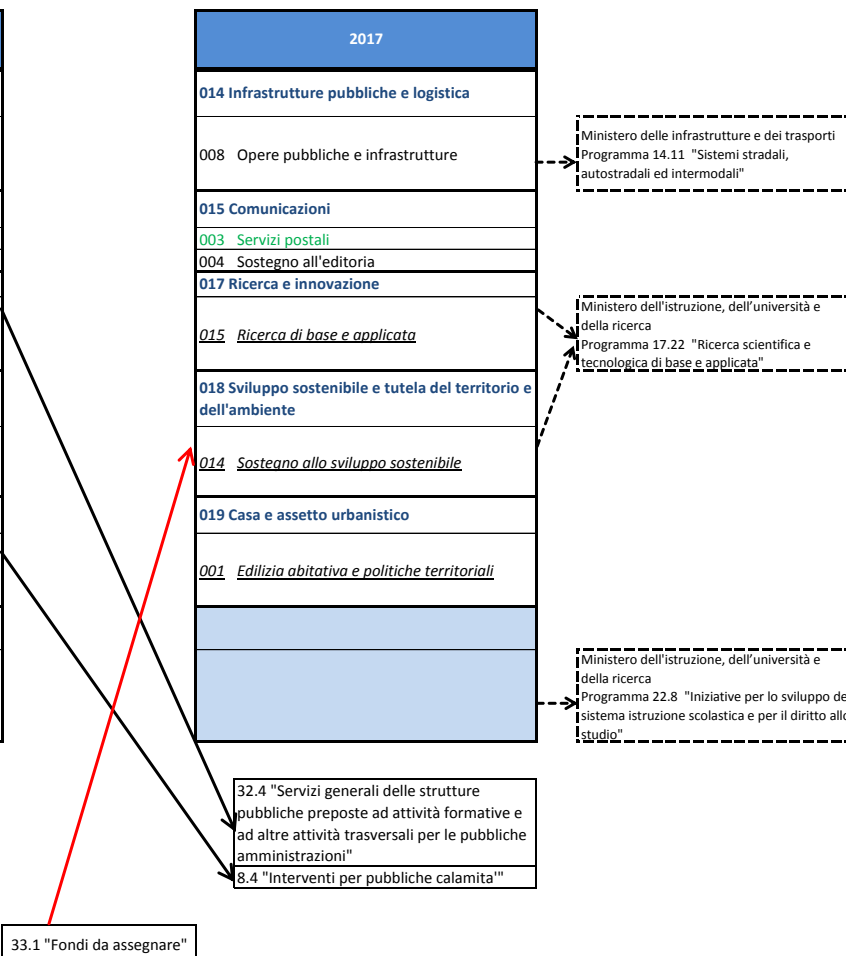 2017
014 Infrastrutture pubbliche e logistica
008 Opere pubbliche e infrastrutture
Ministero delle infrastrutture e dei trasporti
Programma 14.11 "Sistemi stradali,
autostradali ed intermodali"
015 Comunicazioni
003 Servizi postali
004 Sostegno all'editoria
017 Ricerca e innovazione
015 Ricerca di base e applicata
Ministero dell'istruzione, dell’università e
della ricerca
Programma 17.22 "Ricerca scientifica e
tecnologica di base e applicata"
018 Sviluppo sostenibile e tutela del territorio e
dell'ambiente
014 Sostegno allo sviluppo sostenibile
019 Casa e assetto urbanistico
001 Edilizia abitativa e politiche territoriali
Ministero dell'istruzione, dell’università e
della ricerca
Programma 22.8 "Iniziative per lo sviluppo de
sistema istruzione scolastica e per il diritto allo
studio"
32.4 "Servizi generali delle strutture
pubbliche preposte ad attività formative e
ad altre attività trasversali per le pubbliche
amministrazioni"
8.4 "Interventi per pubbliche calamita'"
33.1 "Fondi da assegnare"